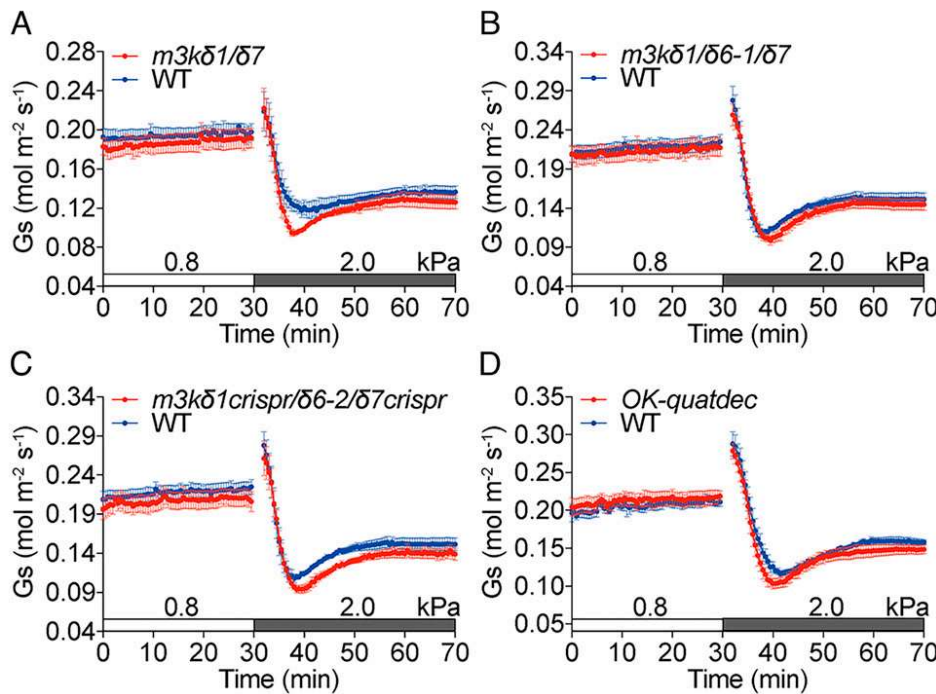 A
m3kδ1/δ7
WT
0.28
0.24
0.20
0.16
0.12
0.08
0.04
Gs (mol m⁻² s⁻¹)
0.8
2.0
kPa
0 10 20 30 40 50 60 70
Time (min)
B
m3kδ1/δ6-1/δ7
WT
0.34
0.29
0.24
0.19
0.14
0.09
0.04
Gs (mol m⁻² s⁻¹)
0.8
2.0
kPa
0 10 20 30 40 50 60 70
Time (min)
C
m3kδ1crispr/δ6-2/δ7crispr
WT
0.34
0.29
0.24
0.19
0.14
0.09
0.04
Gs (mol m⁻² s⁻¹)
0.8
2.0
kPa
0 10 20 30 40 50 60 70
Time (min)
D
OK-quatdec
WT
0.35
0.30
0.25
0.20
0.15
0.10
0.05
Gs (mol m⁻² s⁻¹)
0.8
2.0
kPa
0 10 20 30 40 50 60 70
Time (min)